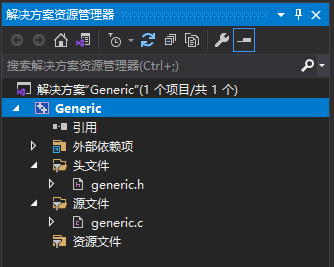 解决方案资源管理器
搜索解决方案资源管理器(Ctrl+;)
解决方案"Generic"(1 个项目/共 1 个)
Generic
引用
外部依赖项
头文件
generic.h
源文件
generic.c
资源文件